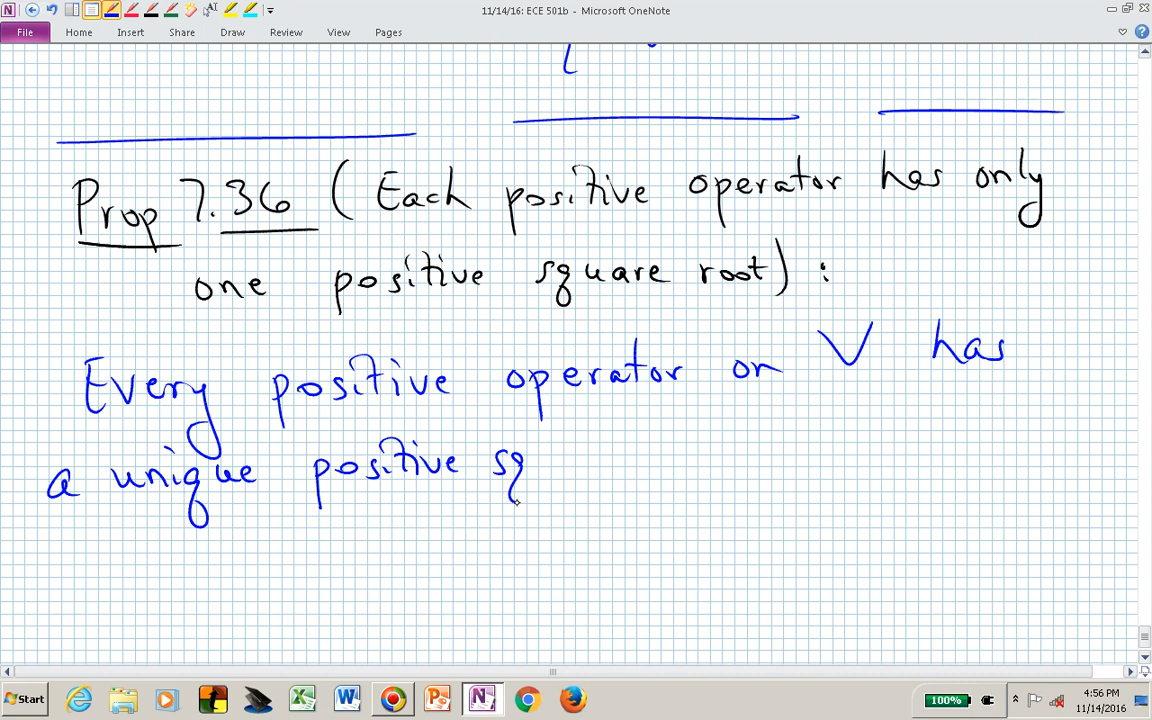 11/14/16: ECE 501b - Microsoft OneNote
File Home Insert Share Draw Review View Pages
Prop 7.36 (Each positive operator has only
one positive square root):
Every positive operator on V has
a unique positive sq
Start
100%
4:56 PM
11/14/2016